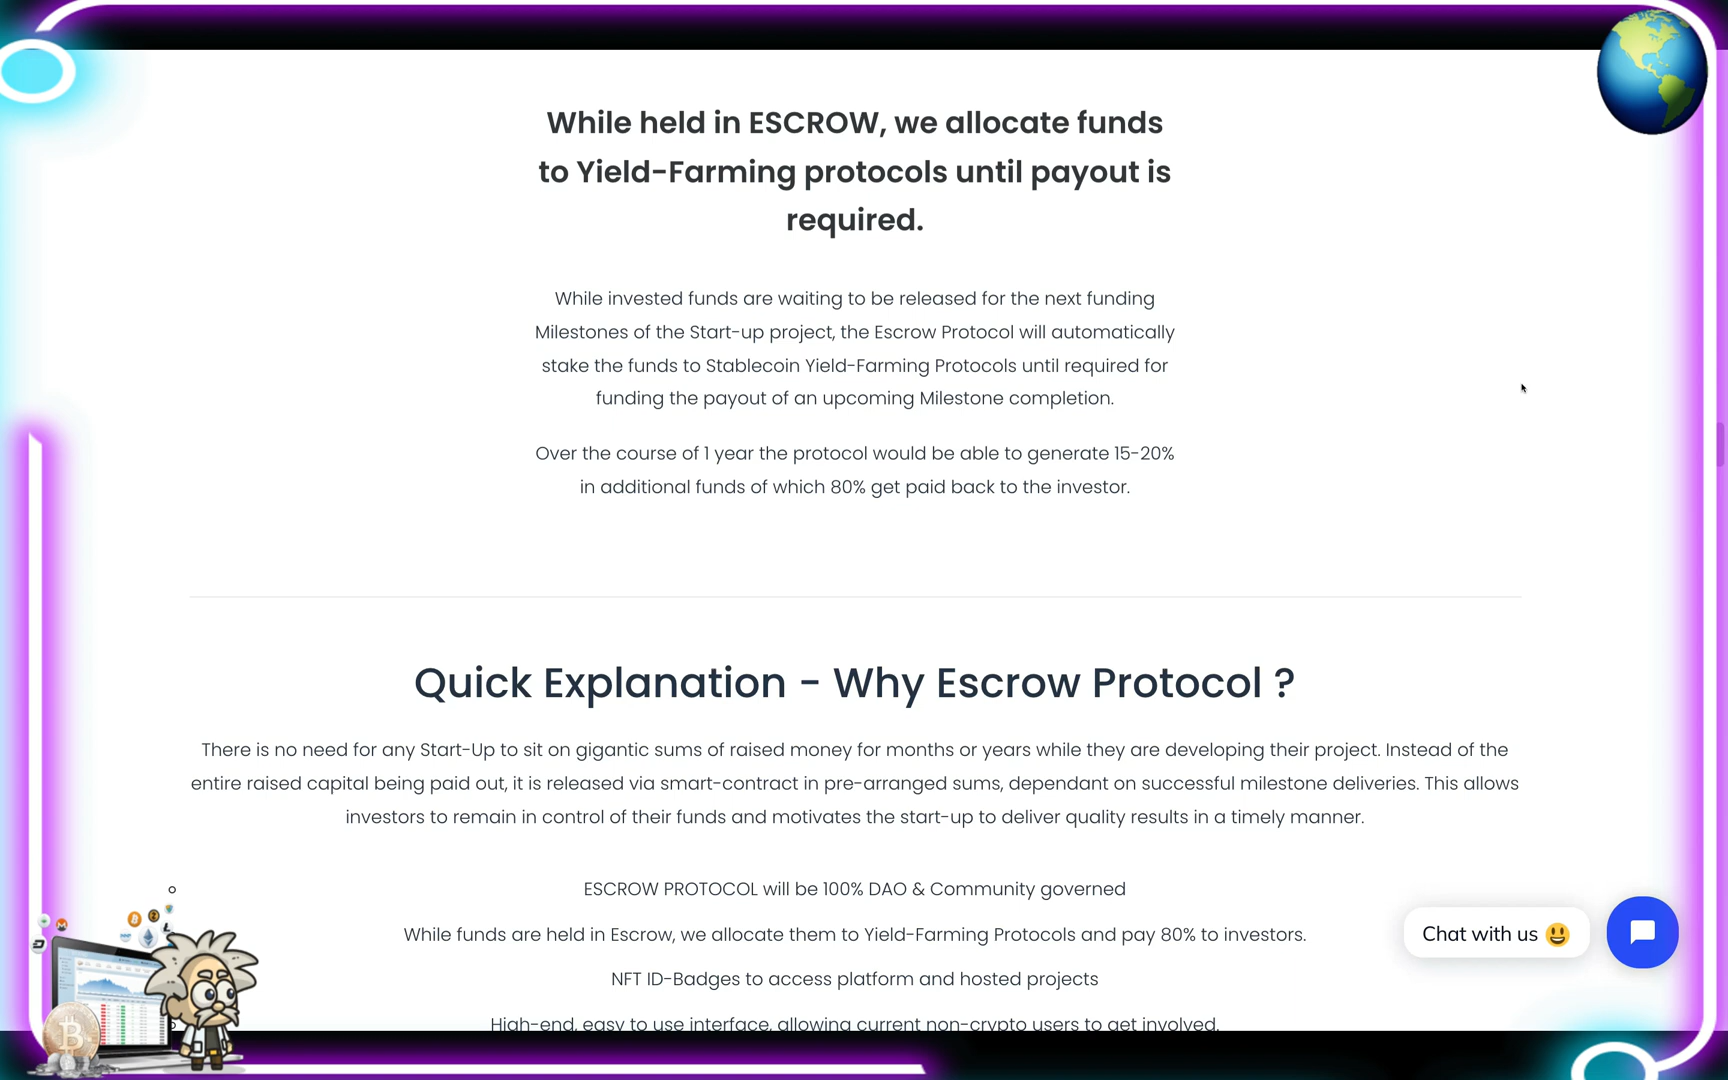 While held in ESCROW, we allocate funds
to Yield-Farming protocols until payout is
required.
While invested funds are waiting to be released for the next funding
Milestones of the Start-up project, the Escrow Protocol will automatically
stake the funds to Stablecoin Yield-Farming Protocols until required for
funding the payout of an upcoming Milestone completion.
Over the course of 1 year the protocol would be able to generate 15-20%
in additional funds of which 80% get paid back to the investor.
Quick Explanation - Why Escrow Protocol ?
There is no need for any Start-Up to sit on gigantic sums of raised money for months or years while they are developing their project. Instead of the
entire raised capital being paid out, it is released via smart-contract in pre-arranged sums, dependant on successful milestone deliveries. This allows
investors to remain in control of their funds and motivates the start-up to deliver quality results in a timely manner.
ESCROW PROTOCOL will be 100% DAO & Community governed
While funds are held in Escrow, we allocate them to Yield-Farming Protocols and pay 80% to investors.
Chat with us 😃
NFT ID-Badges to access platform and hosted projects
High-end, easy to use interface, allowing current non-crypto users to get involved.